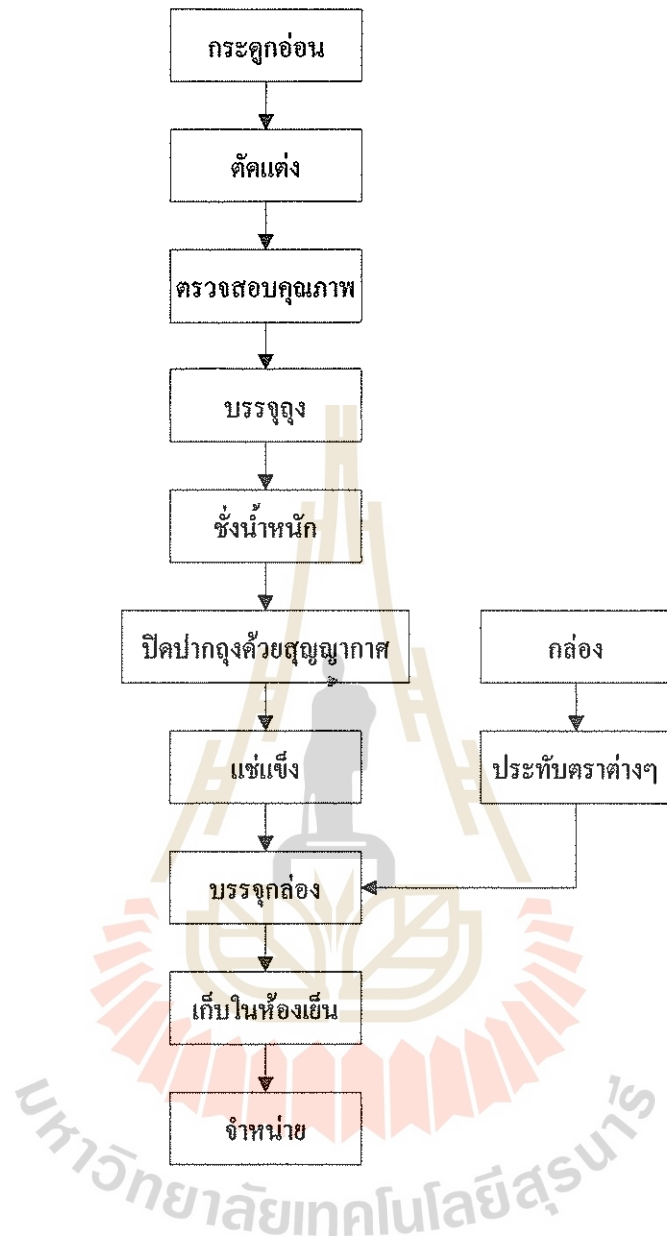 กระดูกอ่อน
ตัดแต่ง
ตรวจสอบคุณภาพ
บรรจุถุง
ชั่งน้ำหนัก
ปิดปากถุงด้วยสุญญากาศ
กล่อง
แช่แข็ง
ประทับตราต่างๆ
บรรจุกล่อง
เก็บในห้องเย็น
จำหน่าย
มหาวิทยาลัยเทคโนโลยีสุรนารี